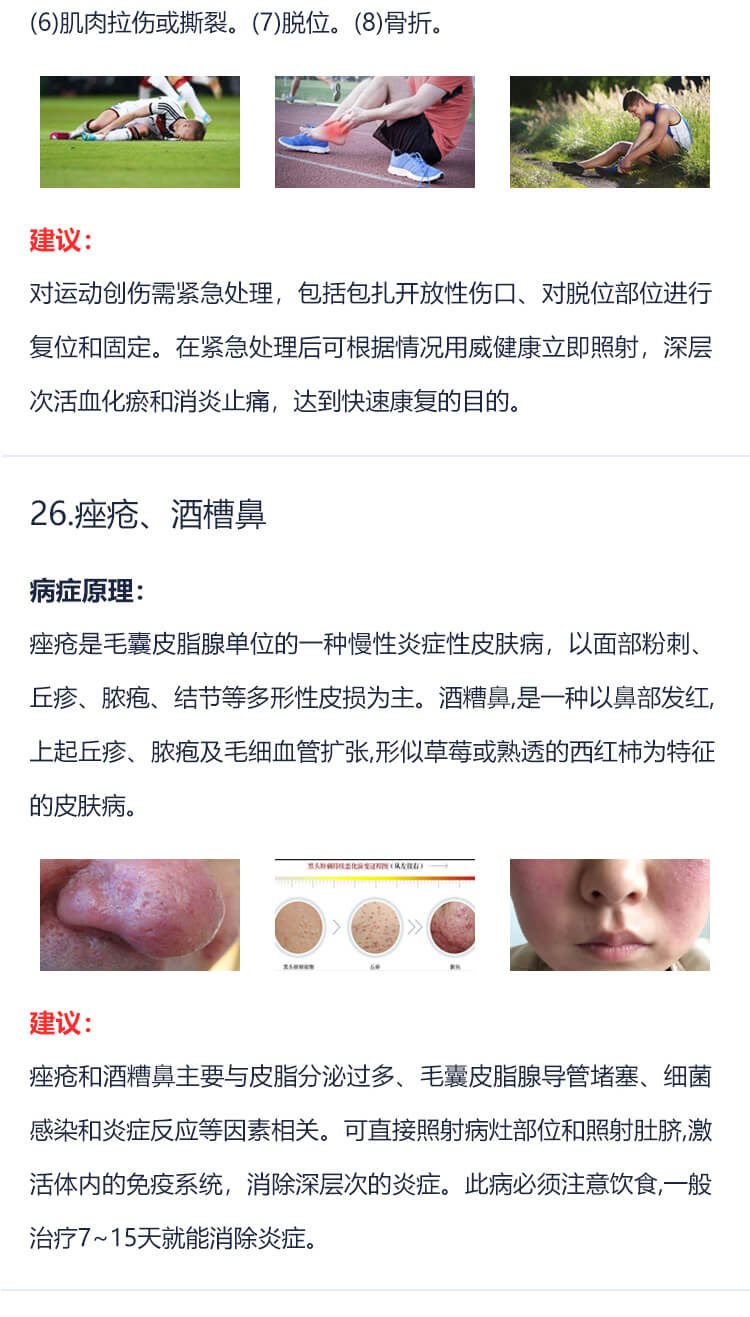 (6)肌肉拉伤或撕裂。(7)脱位。(8)骨折。
建议：
对运动创伤需紧急处理，包括包扎开放性伤口、对脱位部位进行
复位和固定。在紧急处理后可根据情况用威健康立即照射，深层
次活血化瘀和消炎止痛，达到快速康复的目的。
26.痤疮、酒槽鼻
病症原理：
痤疮是毛囊皮脂腺单位的一种慢性炎症性皮肤病，以面部粉刺、
丘疹、脓疱、结节等多形性皮损为主。酒糟鼻,是一种以鼻部发红,
上起丘疹、脓疱及毛细血管扩张,形似草莓或熟透的西红柿为特征
的皮肤病。
建议：
痤疮和酒糟鼻主要与皮脂分泌过多、毛囊皮脂腺导管堵塞、细菌
感染和炎症反应等因素相关。可直接照射病灶部位和照射肚脐,激
活体内的免疫系统，消除深层次的炎症。此病必须注意饮食,一般
治疗7~15天就能消除炎症。